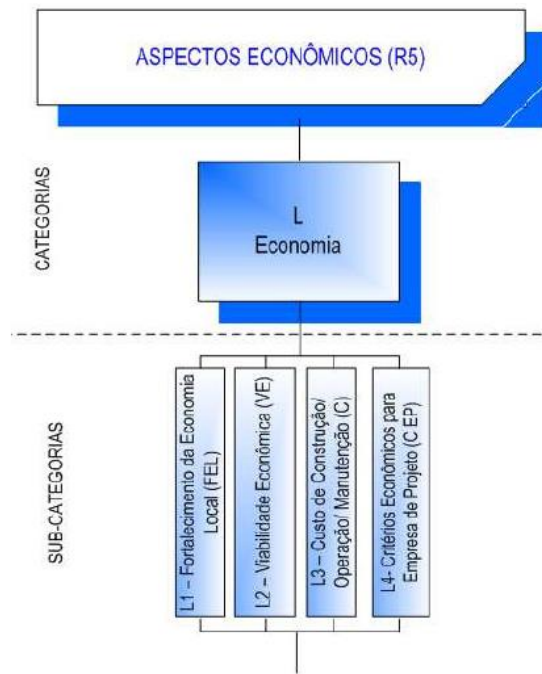 ASPECTOS ECONÔMICOS (R5)
CATEGORIAS
L
Economia
SUB-CATEGORIAS
L1 – Fortalecimento da Economia
Local (FEL)
L2 – Viabilidade Econômica (VE)
L3 – Custo de Construção/
Operação/ Manutenção (C)
L4- Critérios Econômicos para
Empresa de Projeto (C EP)